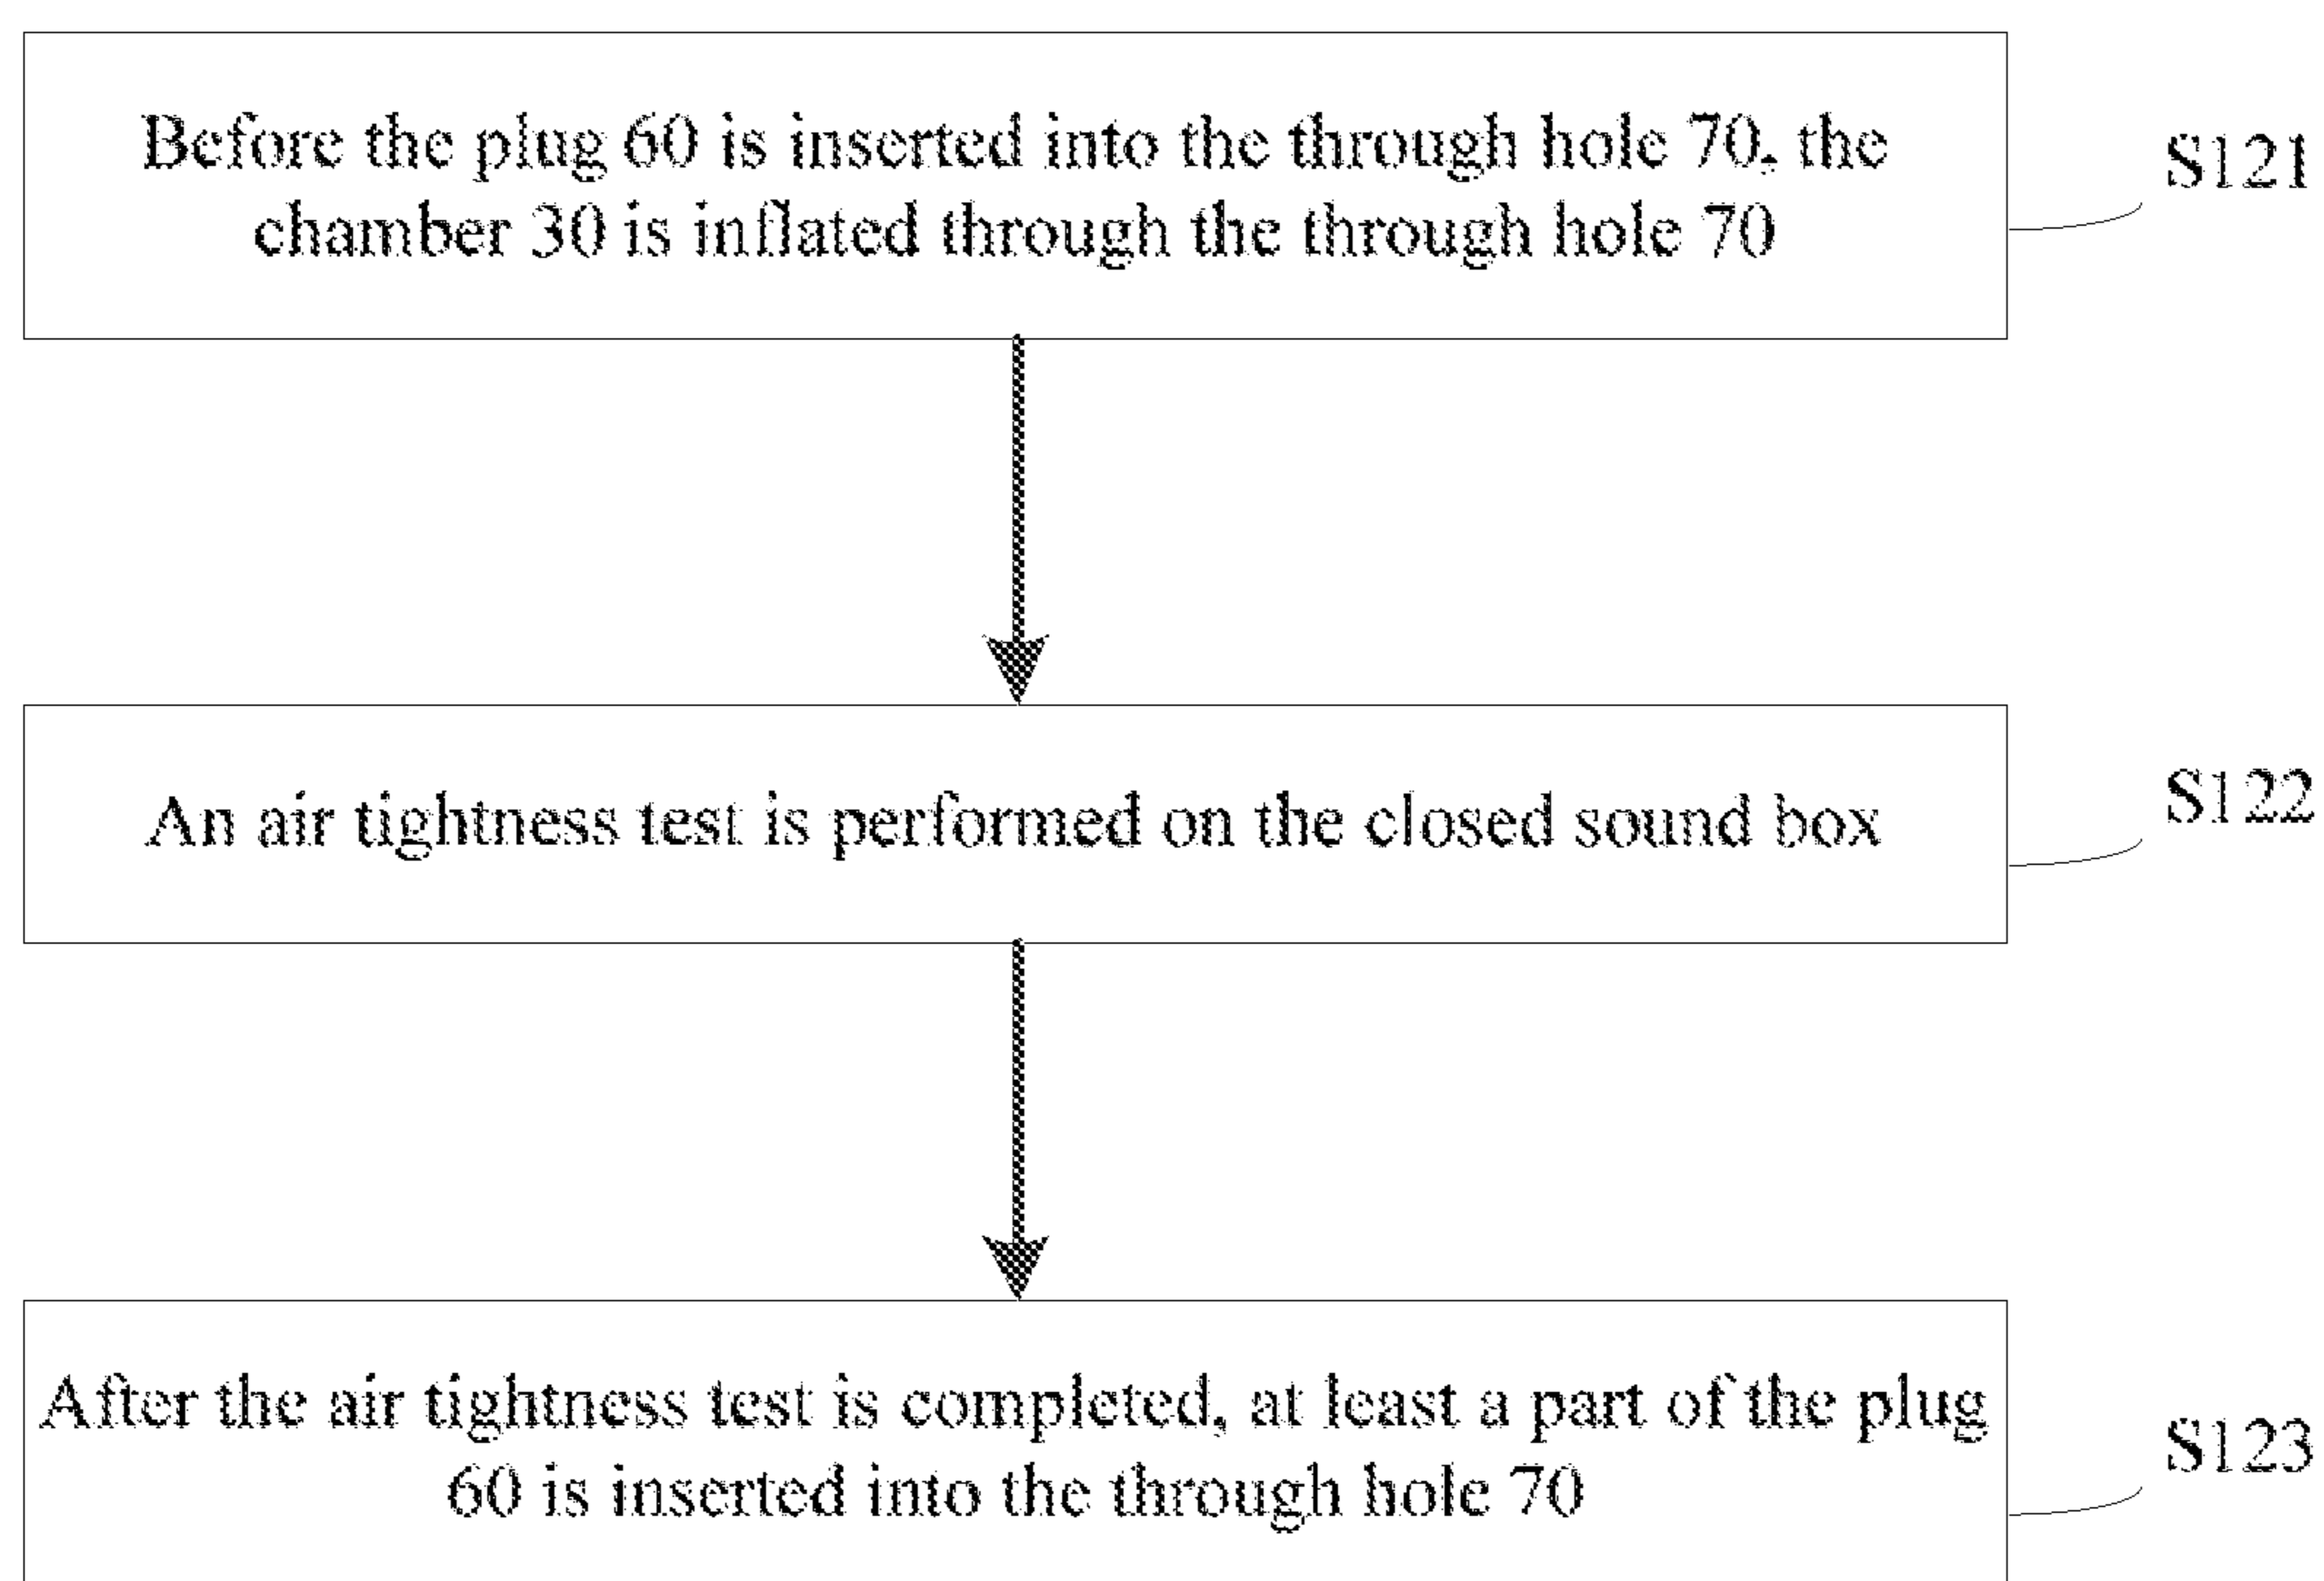 Before the plug 60 is inserted into the through hole 70, the
chamber 30 is inflated through the through hole 70
S121
An air tightness test is performed on the closed sound box
S122
After the air tightness test is completed, at least a part of the plug
60 is inserted into the through hole 70
S123